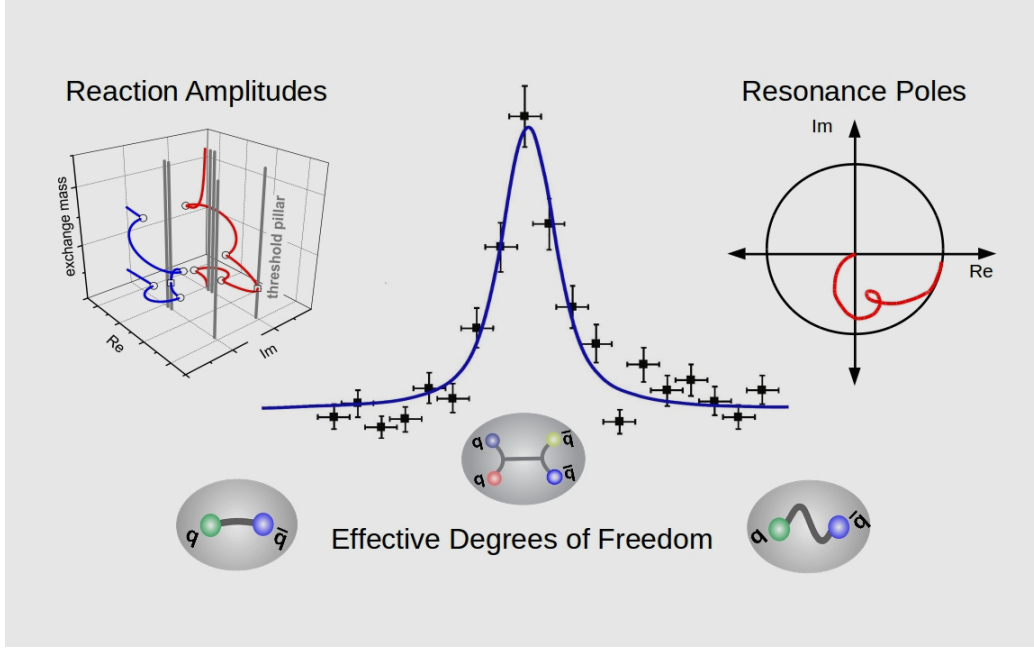 Reaction Amplitudes
Resonance Poles
exchange mass
Re
Im
threshold pillar
Im
Re
q
q
q̄
q̄
q
q̄
Effective Degrees of Freedom
q
q̄